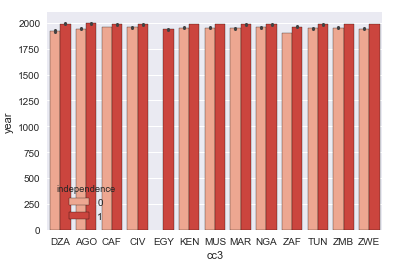 2000
1750
1500
1250
1000
750
500
250
0
year
independence
0
1
DZA AGO CAF CIV EGY KEN MUS MAR NGA ZAF TUN ZMB ZWE
cc3